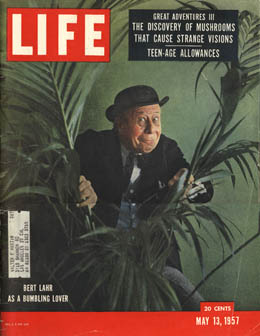 LIFE
GREAT ADVENTURES III
THE DISCOVERY OF MUSHROOMS
THAT CAUSE STRANGE VISIONS
TEEN-AGE ALLOWANCES
BERT LAHR
AS A BUMBLING LOVER
20 CENTS
MAY 13, 1957